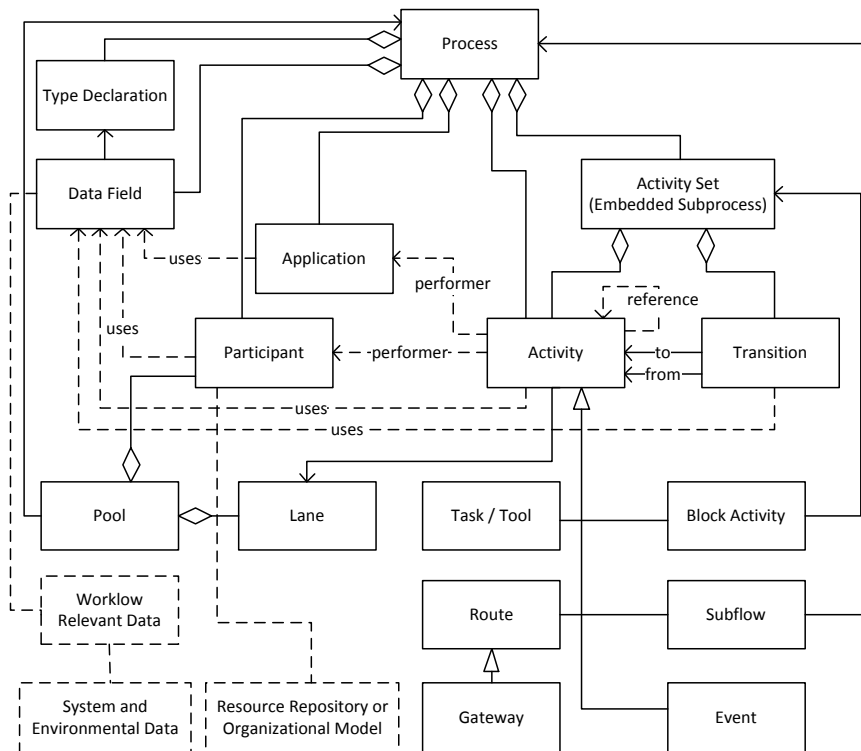 Process
Type Declaration
Data Field
Activity Set
(Embedded Subprocess)
uses
Application
performer
reference
uses
Participant
performer
Activity
to
from
Transition
uses
uses
Pool
Lane
Task / Tool
Block Activity
Worklow
Relevant Data
Route
Subflow
System and
Environmental Data
Resource Repository or
Organizational Model
Gateway
Event